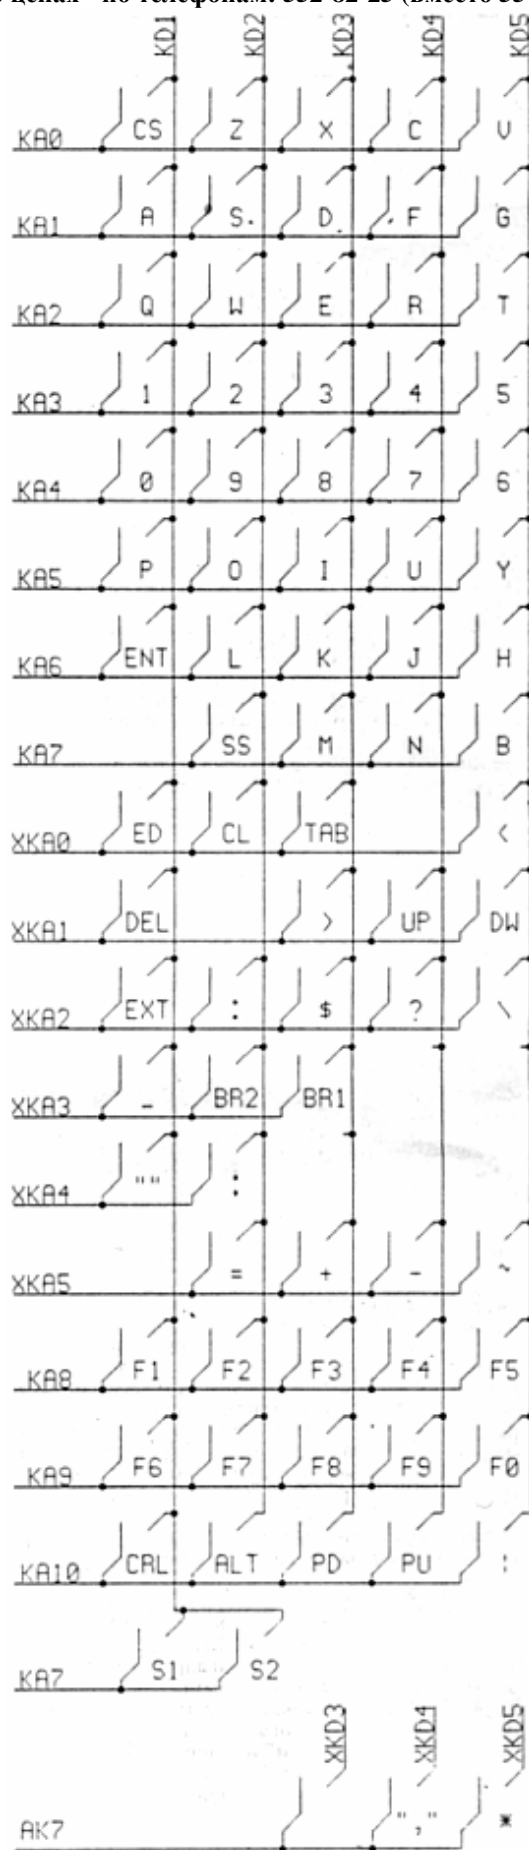 ценах - по телефонам: 332-82-23 (вместо 33
KD1 KD2 KD3 KD4 KD5
KA0 CS Z X C V
KA1 A S D F G
KA2 Q W E R T
KA3 1 2 3 4 5
KA4 0 9 8 7 6
KA5 P O I U Y
KA6 ENT L K J H
KA7 SS M N B
XKA0 ED CL TAB <
XKA1 DEL > UP DW
XKA2 EXT : $ ? \
XKA3 _ BR2 BR1
XKA4 "" ;
XKA5 = + - ~
KA8 F1 F2 F3 F4 F5
KA9 F6 F7 F8 F9 F0
KA10 CRL ALT PD PU
KA7 S1 S2
XKD3 XKD4 XKD5
AK7 "," *